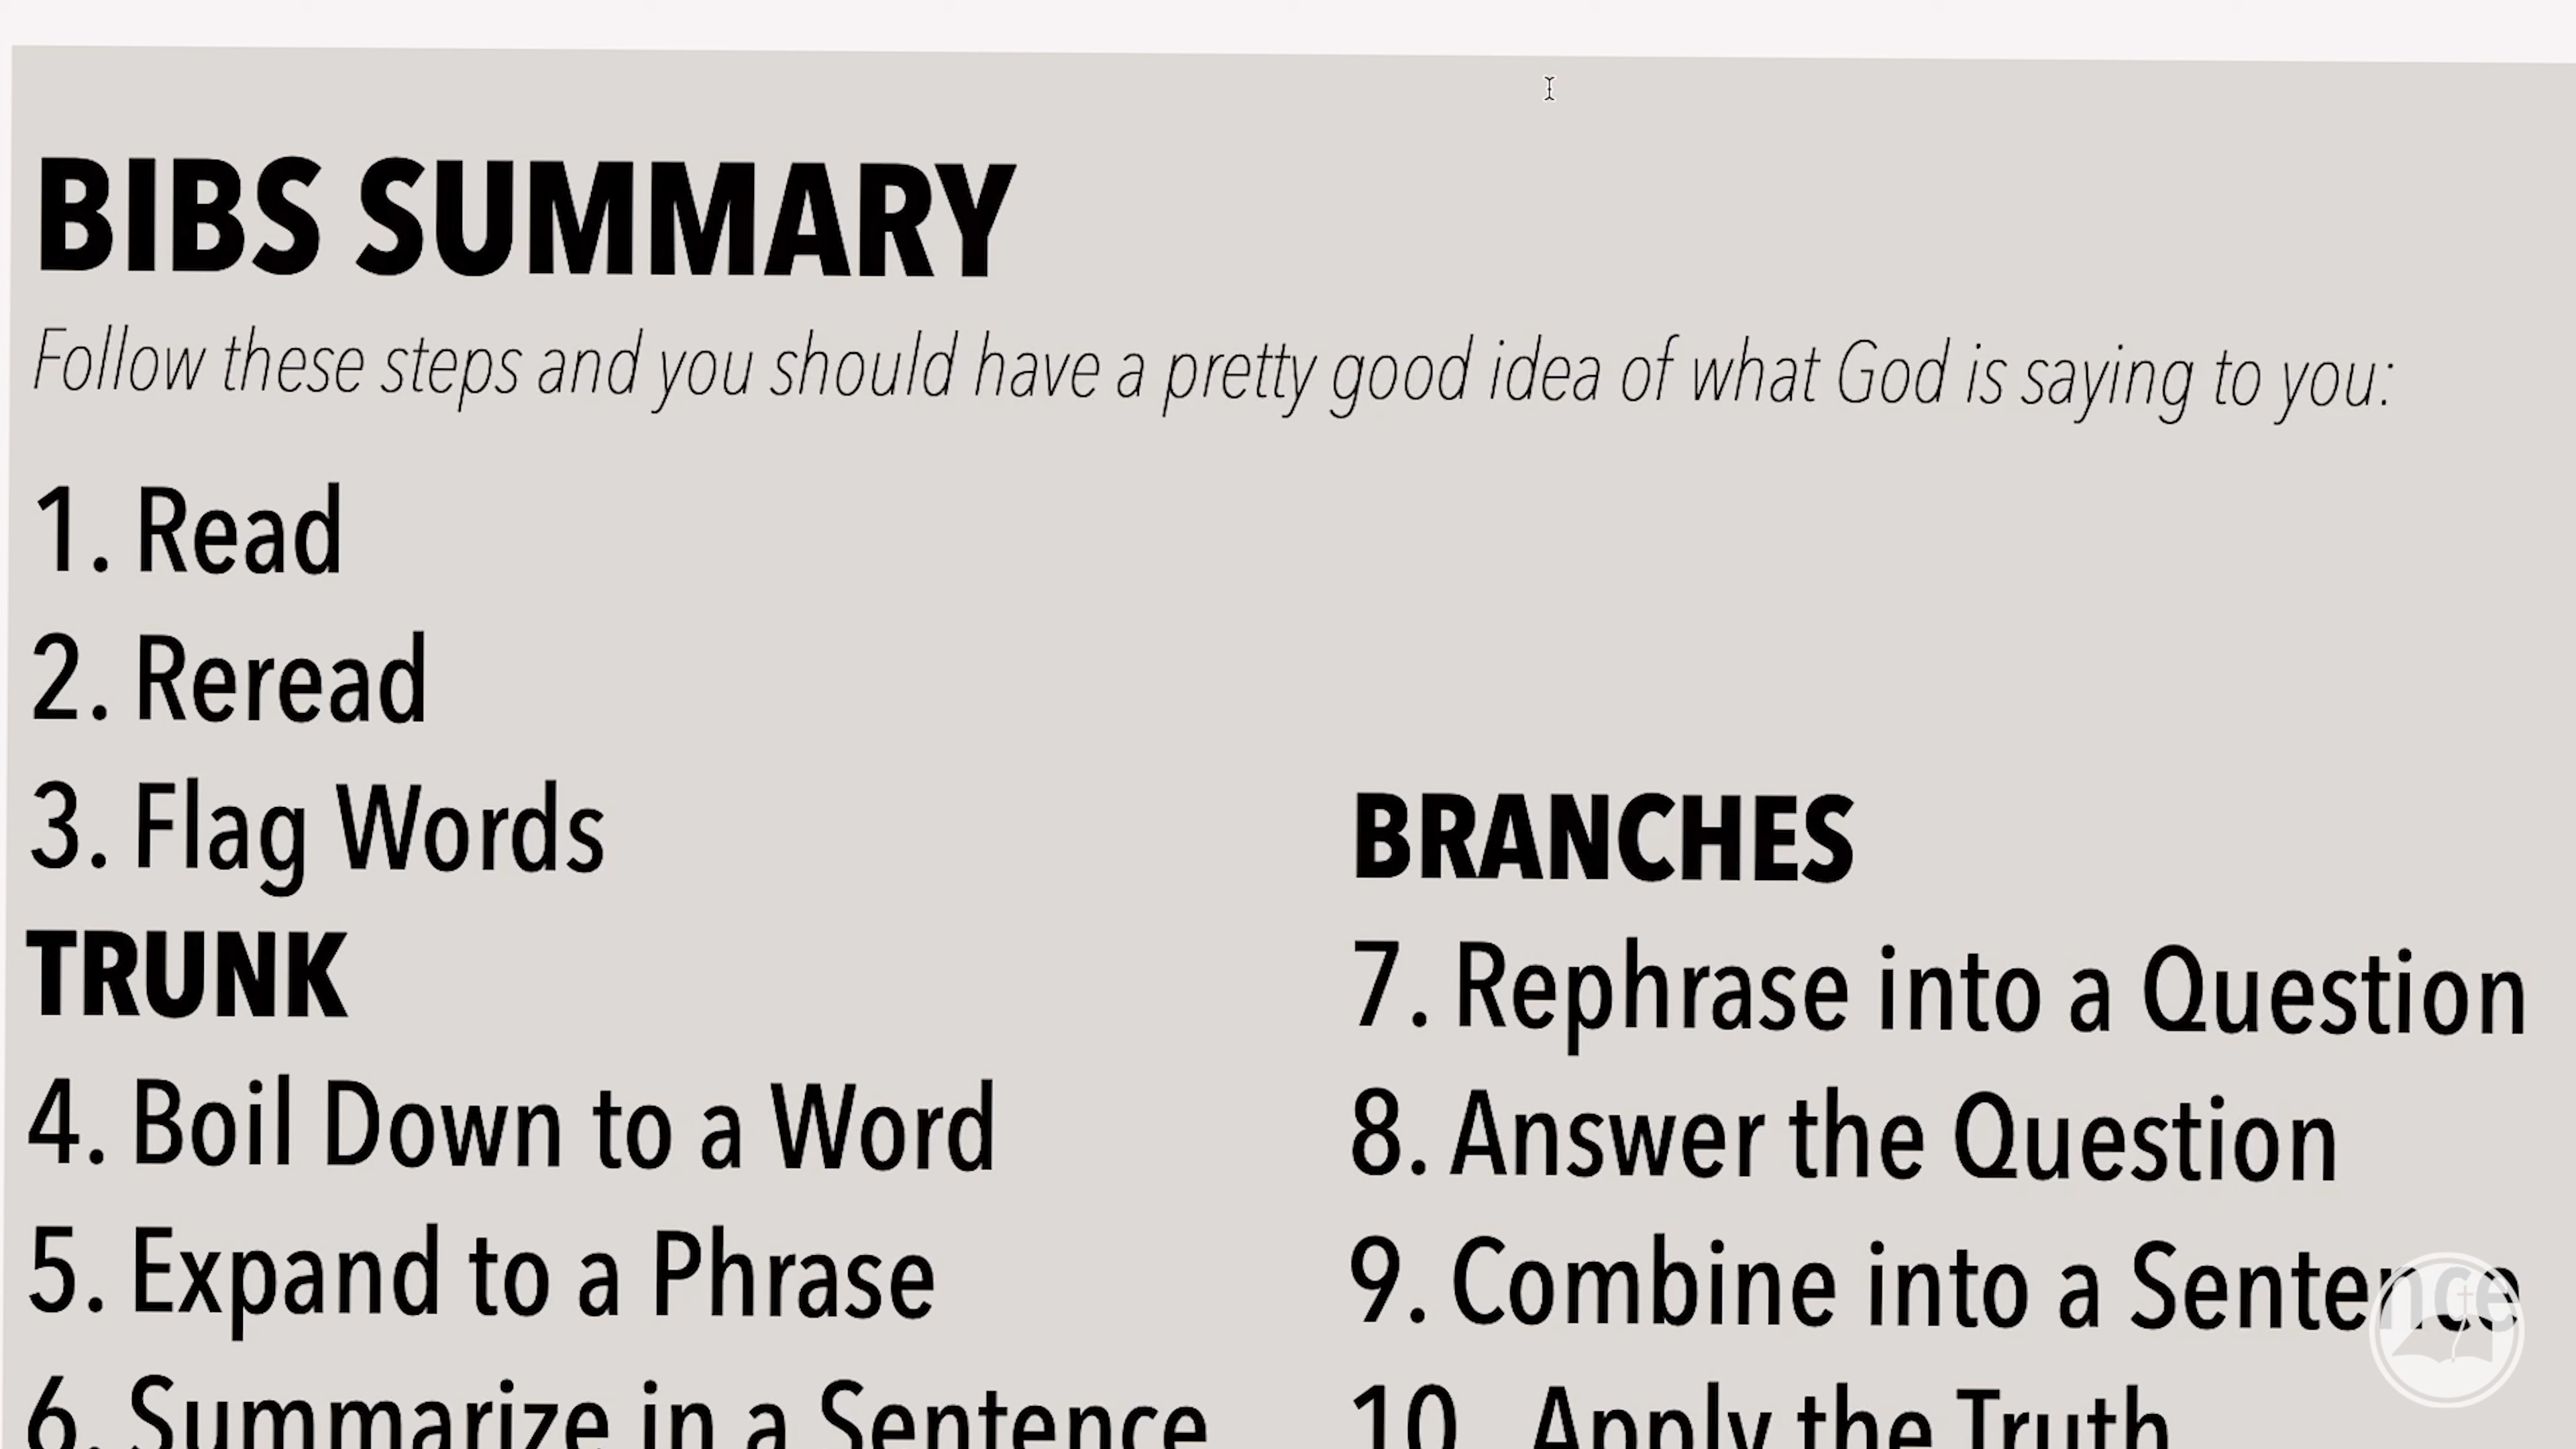 BIBS SUMMARY
Follow these steps and you should have a pretty good idea of what God is saying to you:
1. Read
2. Reread
3. Flag Words
TRUNK
4. Boil Down to a Word
5. Expand to a Phrase
6. Summarize in a Sentence
BRANCHES
7. Rephrase into a Question
8. Answer the Question
9. Combine into a Sentence
10. Apply the Truth